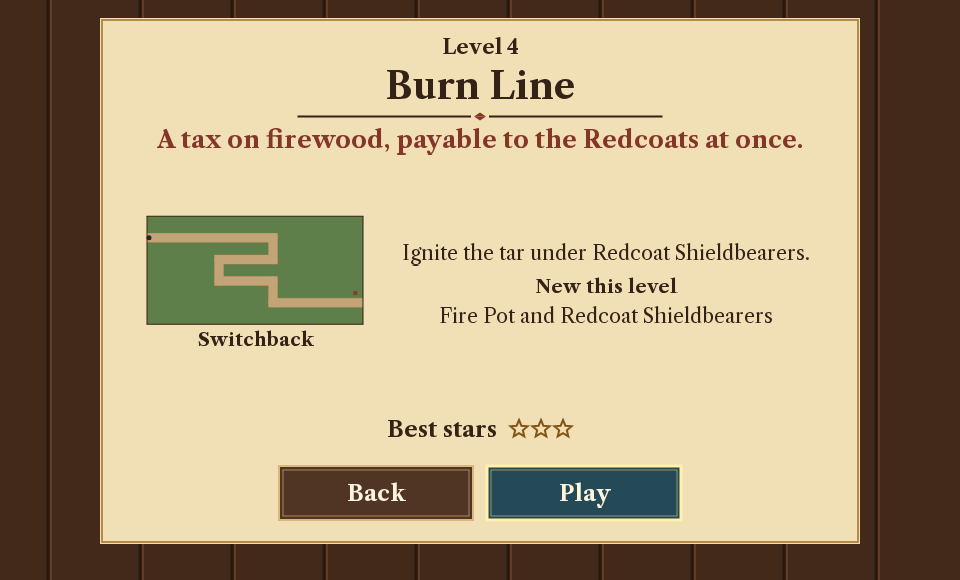 Level 4
Burn Line
A tax on firewood, payable to the Redcoats at once.
Ignite the tar under Redcoat Shieldbearers.
New this level
Fire Pot and Redcoat Shieldbearers
Switchback
Best stars
Back
Play